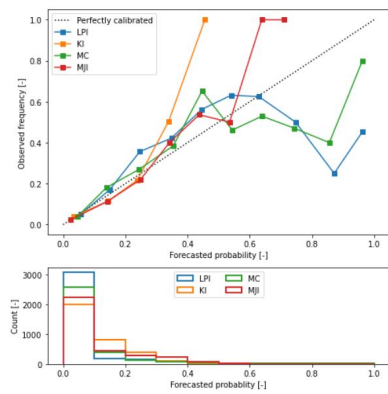 Perfectly calibrated
LPI
KI
MC
MJI
1.0
0.8
0.6
0.4
0.2
0.0
Observed frequency [-]
0.0 0.2 0.4 0.6 0.8 1.0
Forecasted probability [-]
3000
2000
1000
0
Count [-]
LPI MC
KI MJI
0.0 0.2 0.4 0.6 0.8 1.0
Forecasted probablity [-]